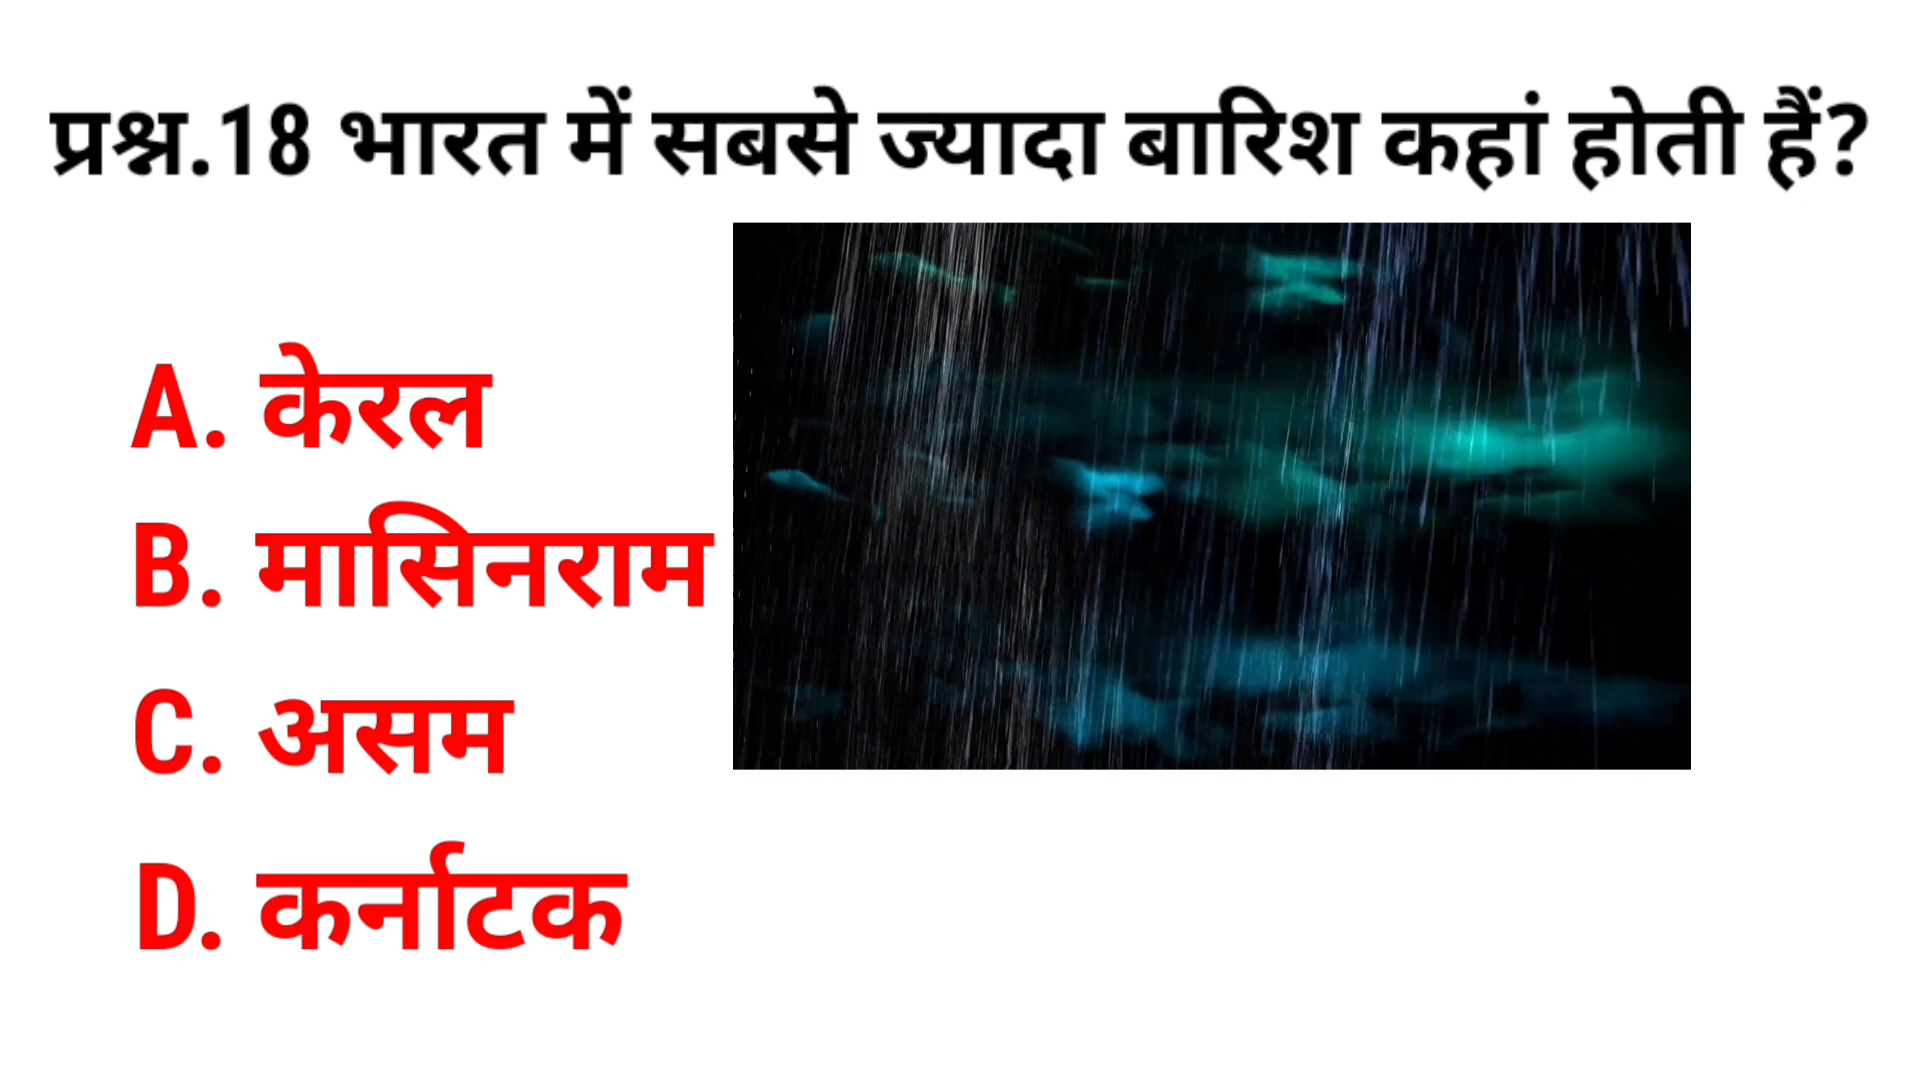 प्रश्न.18 भारत में सबसे ज्यादा बारिश कहां होती हैं?
A. केरल
B. मासिनराम
C. असम
D. कर्नाटक